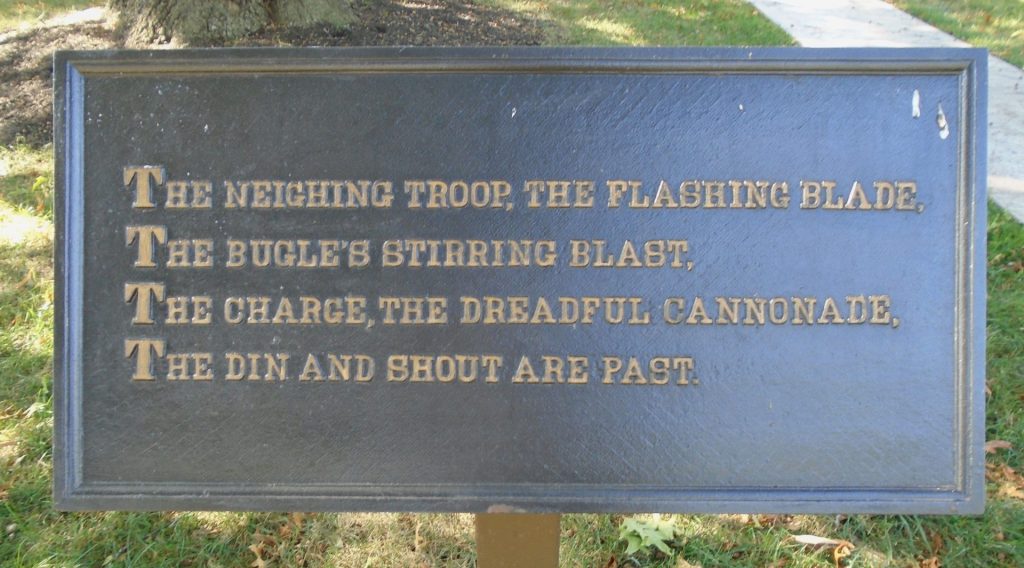 The neighing troop, the flashing blade,
The bugle's stirring blast,
The charge, the dreadful cannonade,
The din and shout are past.